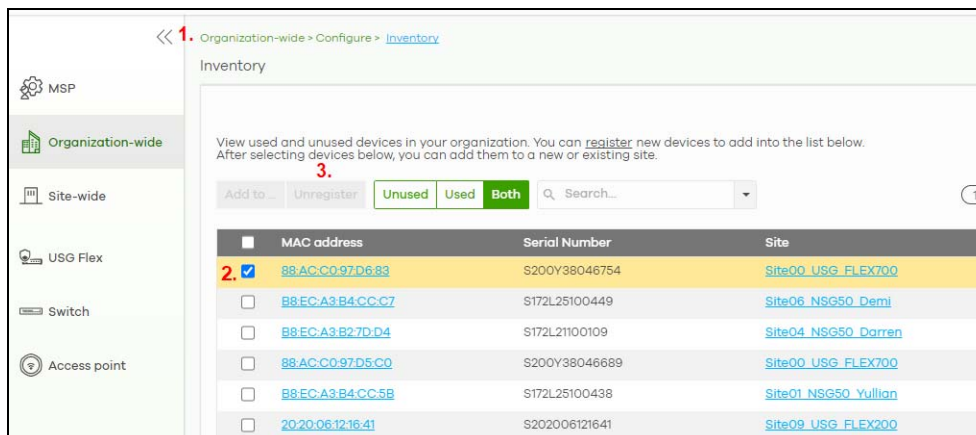 1. Organization-wide > Configure > Inventory
Inventory
MSP
Organization-wide
Site-wide
USG Flex
Switch
Access point
View used and unused devices in your organization. You can register new devices to add into the list below.
After selecting devices below, you can add them to a new or existing site.
3.
Add to ... Unregister Unused Used Both Search... 1
MAC address Serial Number Site
2. 88:AC:C0:97:D6:83 S200Y38046754 Site00_USG_FLEX700
B8:EC:A3:B4:CC:C7 S172L25100449 Site06_NSG50_Demi
B8:EC:A3:B2:7D:D4 S172L21100109 Site04_NSG50_Darren
88:AC:C0:97:D5:C0 S200Y38046689 Site00_USG_FLEX700
B8:EC:A3:B4:CC:5B S172L25100438 Site01_NSG50_Yullian
20:20:06:12:16:41 S202006121641 Site09_USG_FLEX200